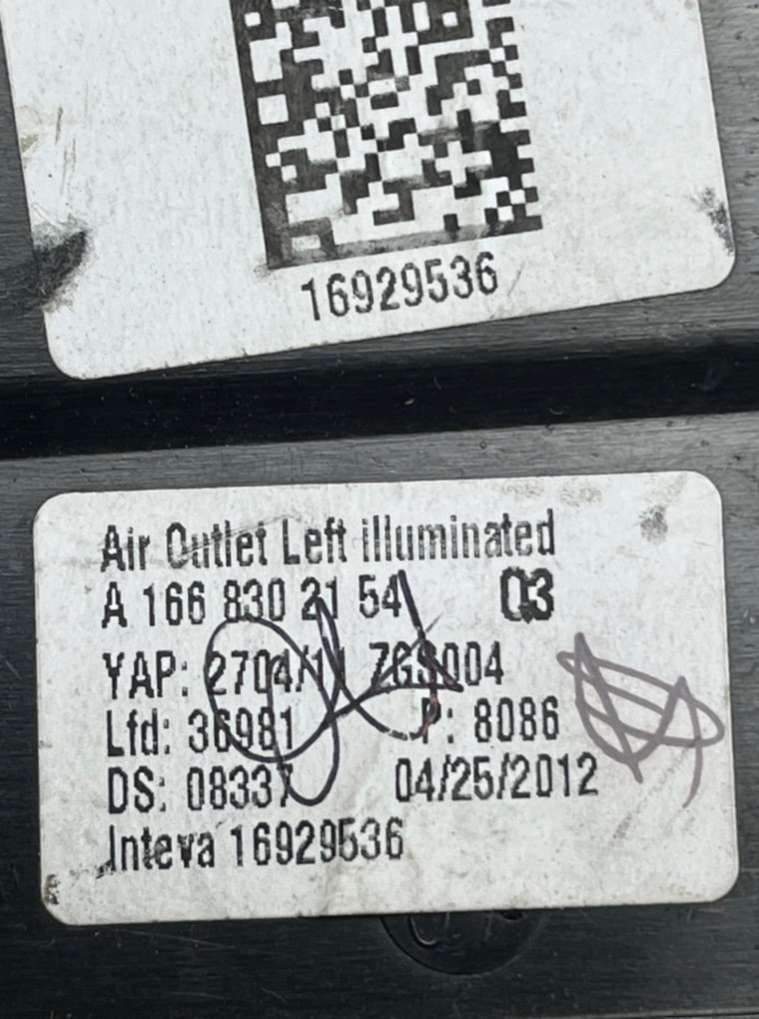 16929536
Air Outlet Left illuminated
A 166 830 21 54 03
YAP: 2704/11 ZGS004
Lfd: 36981 P: 8086
DS: 08337 04/25/2012
Inteva 16929536